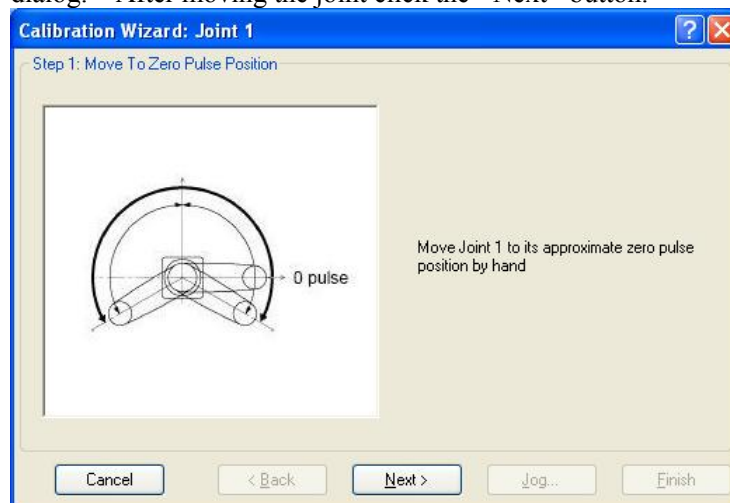 dialog. After moving the joint click the "Next" button.
Calibration Wizard: Joint 1
Step 1: Move To Zero Pulse Position
0 pulse
Move Joint 1 to its approximate zero pulse
position by hand
Cancel
< Back
Next >
Jog...
Finish